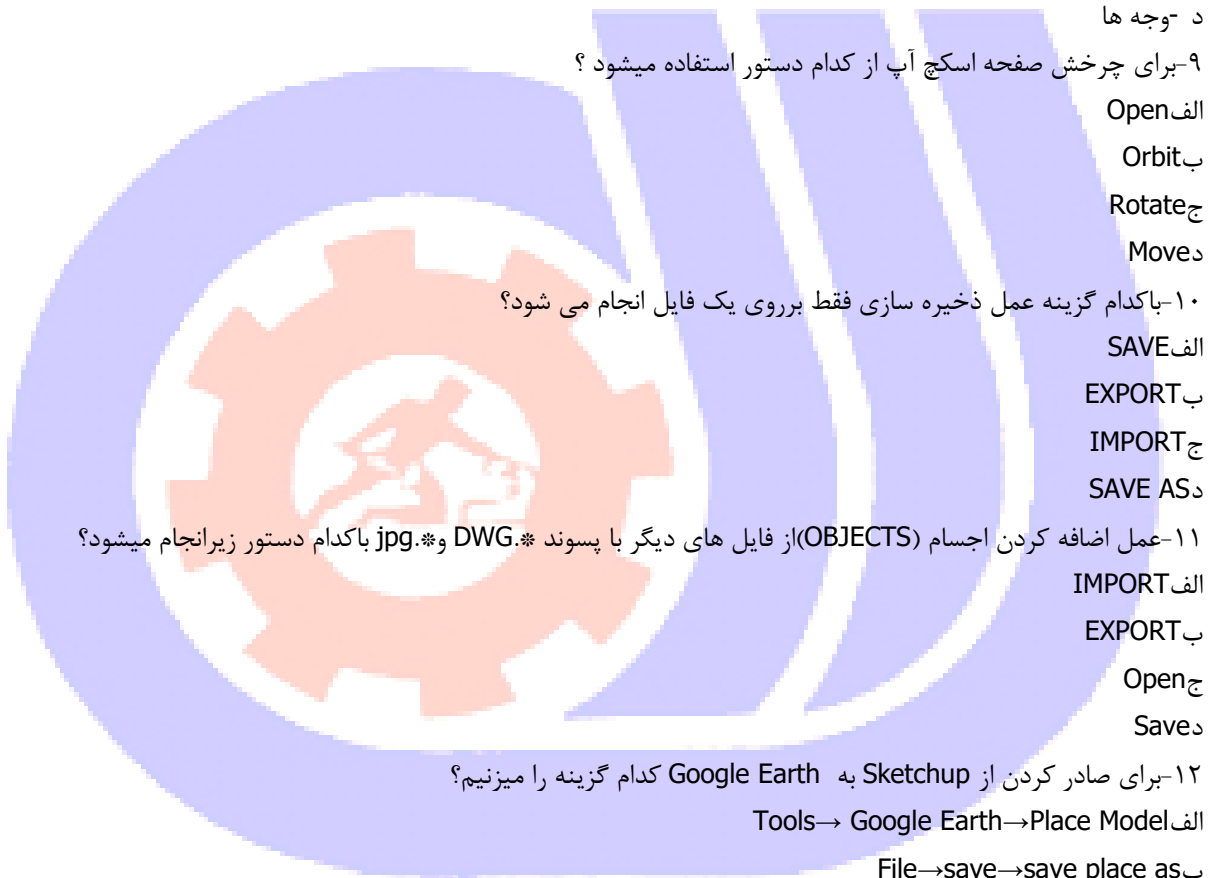 د -وجه ها
۹-برای چرخش صفحه اسکچ آپ از کدام دستور استفاده میشود ؟
الفOpen
بOrbit
جRotate
دMove
۱۰-باکدام گزینه عمل ذخیره سازی فقط برروی یک فایل انجام می شود؟
الفSAVE
بEXPORT
جIMPORT
دSAVE AS
۱۱-عمل اضافه کردن اجسام (OBJECTS)از فایل های دیگر با پسوند *.DWG و*.jpg باکدام دستور زیرانجام میشود؟
الفIMPORT
بEXPORT
جOpen
دSave
۱۲-برای صادر کردن از Sketchup به Google Earth کدام گزینه را میزنیم؟
الفTools→ Google Earth→Place Model
بFile→save→save place as